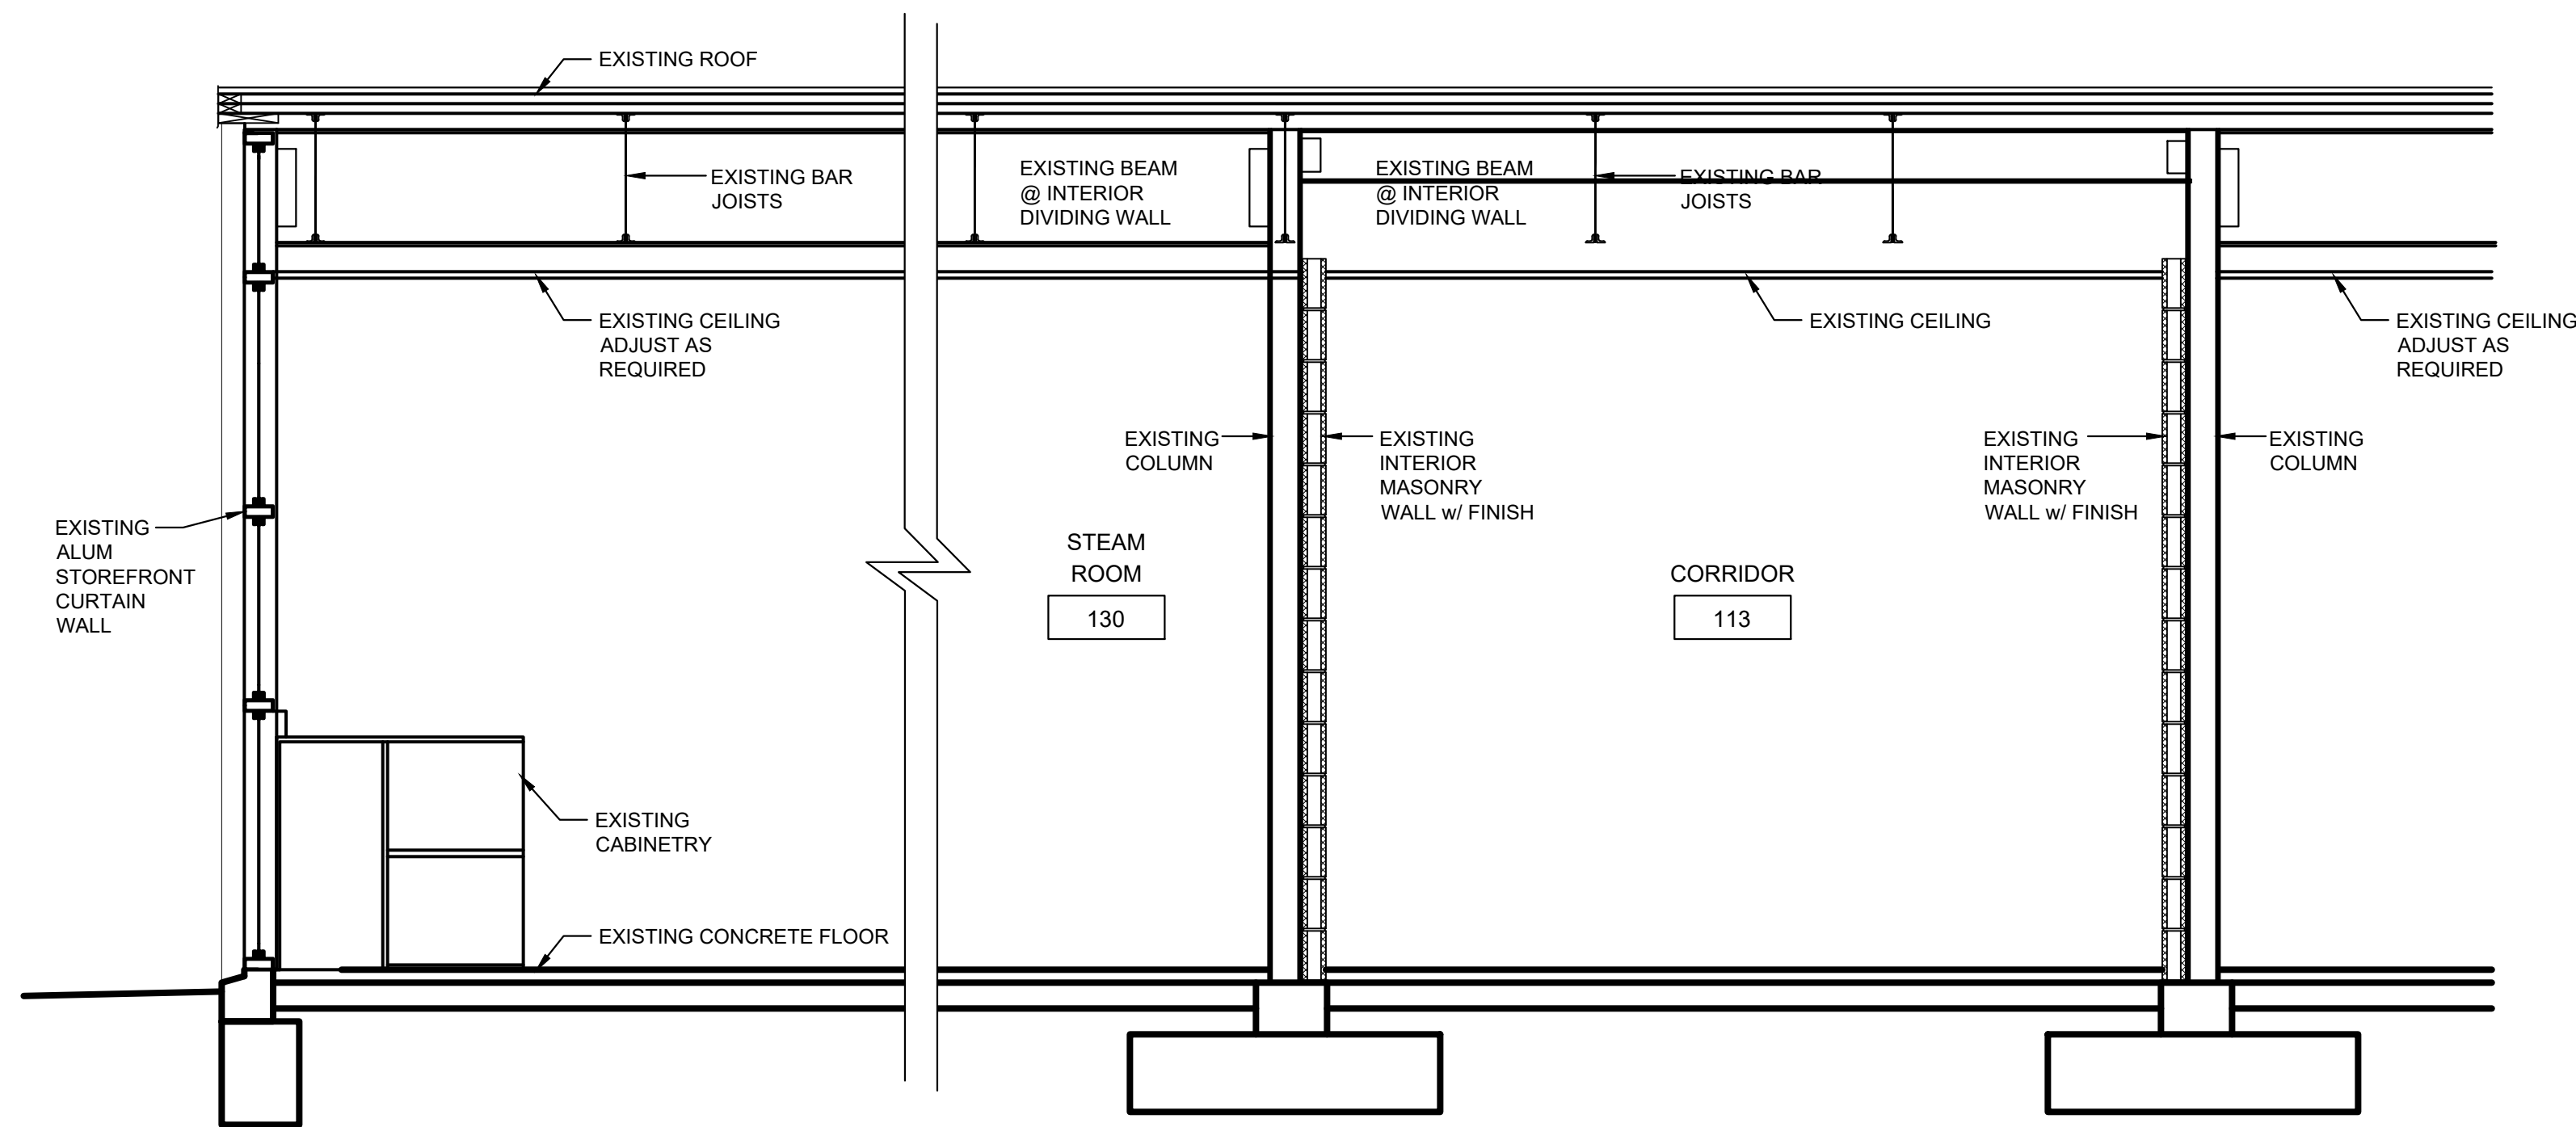 EXISTING ROOF
EXISTING BAR
JOISTS
EXISTING BEAM
@ INTERIOR
DIVIDING WALL
EXISTING BEAM
@ INTERIOR
DIVIDING WALL
EXISTING BAR
JOISTS
EXISTING CEILING
ADJUST AS
REQUIRED
EXISTING CEILING
EXISTING CEILING
ADJUST AS
REQUIRED
EXISTING
COLUMN
EXISTING
INTERIOR
MASONRY
WALL w/ FINISH
EXISTING
INTERIOR
MASONRY
WALL w/ FINISH
EXISTING
COLUMN
EXISTING
ALUM
STOREFRONT
CURTAIN
WALL
STEAM
ROOM
130
CORRIDOR
113
EXISTING
CABINETRY
EXISTING CONCRETE FLOOR